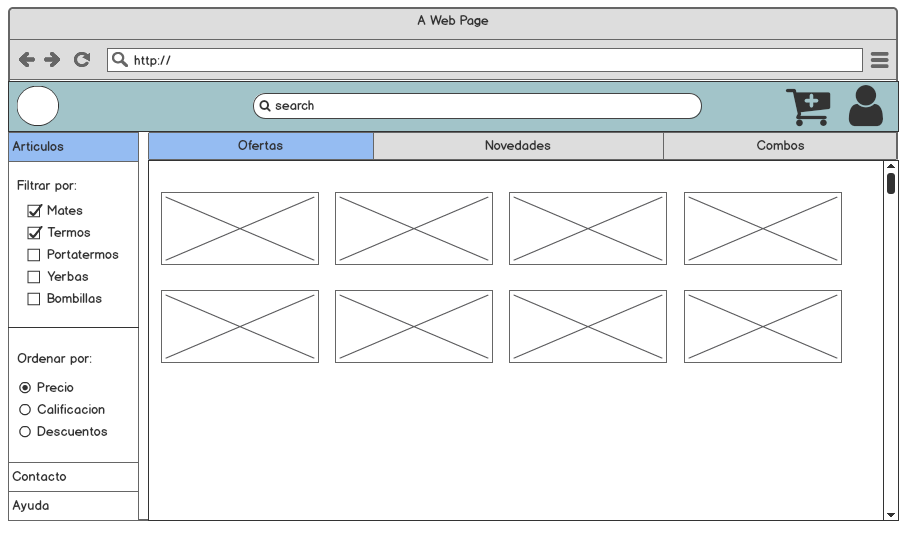 A Web Page
http://
search
Articulos
Ofertas
Novedades
Combos
Filtrar por:
Mates
Termos
Portatermos
Yerbas
Bombillas
Ordenar por:
Precio
Calificacion
Descuentos
Contacto
Ayuda